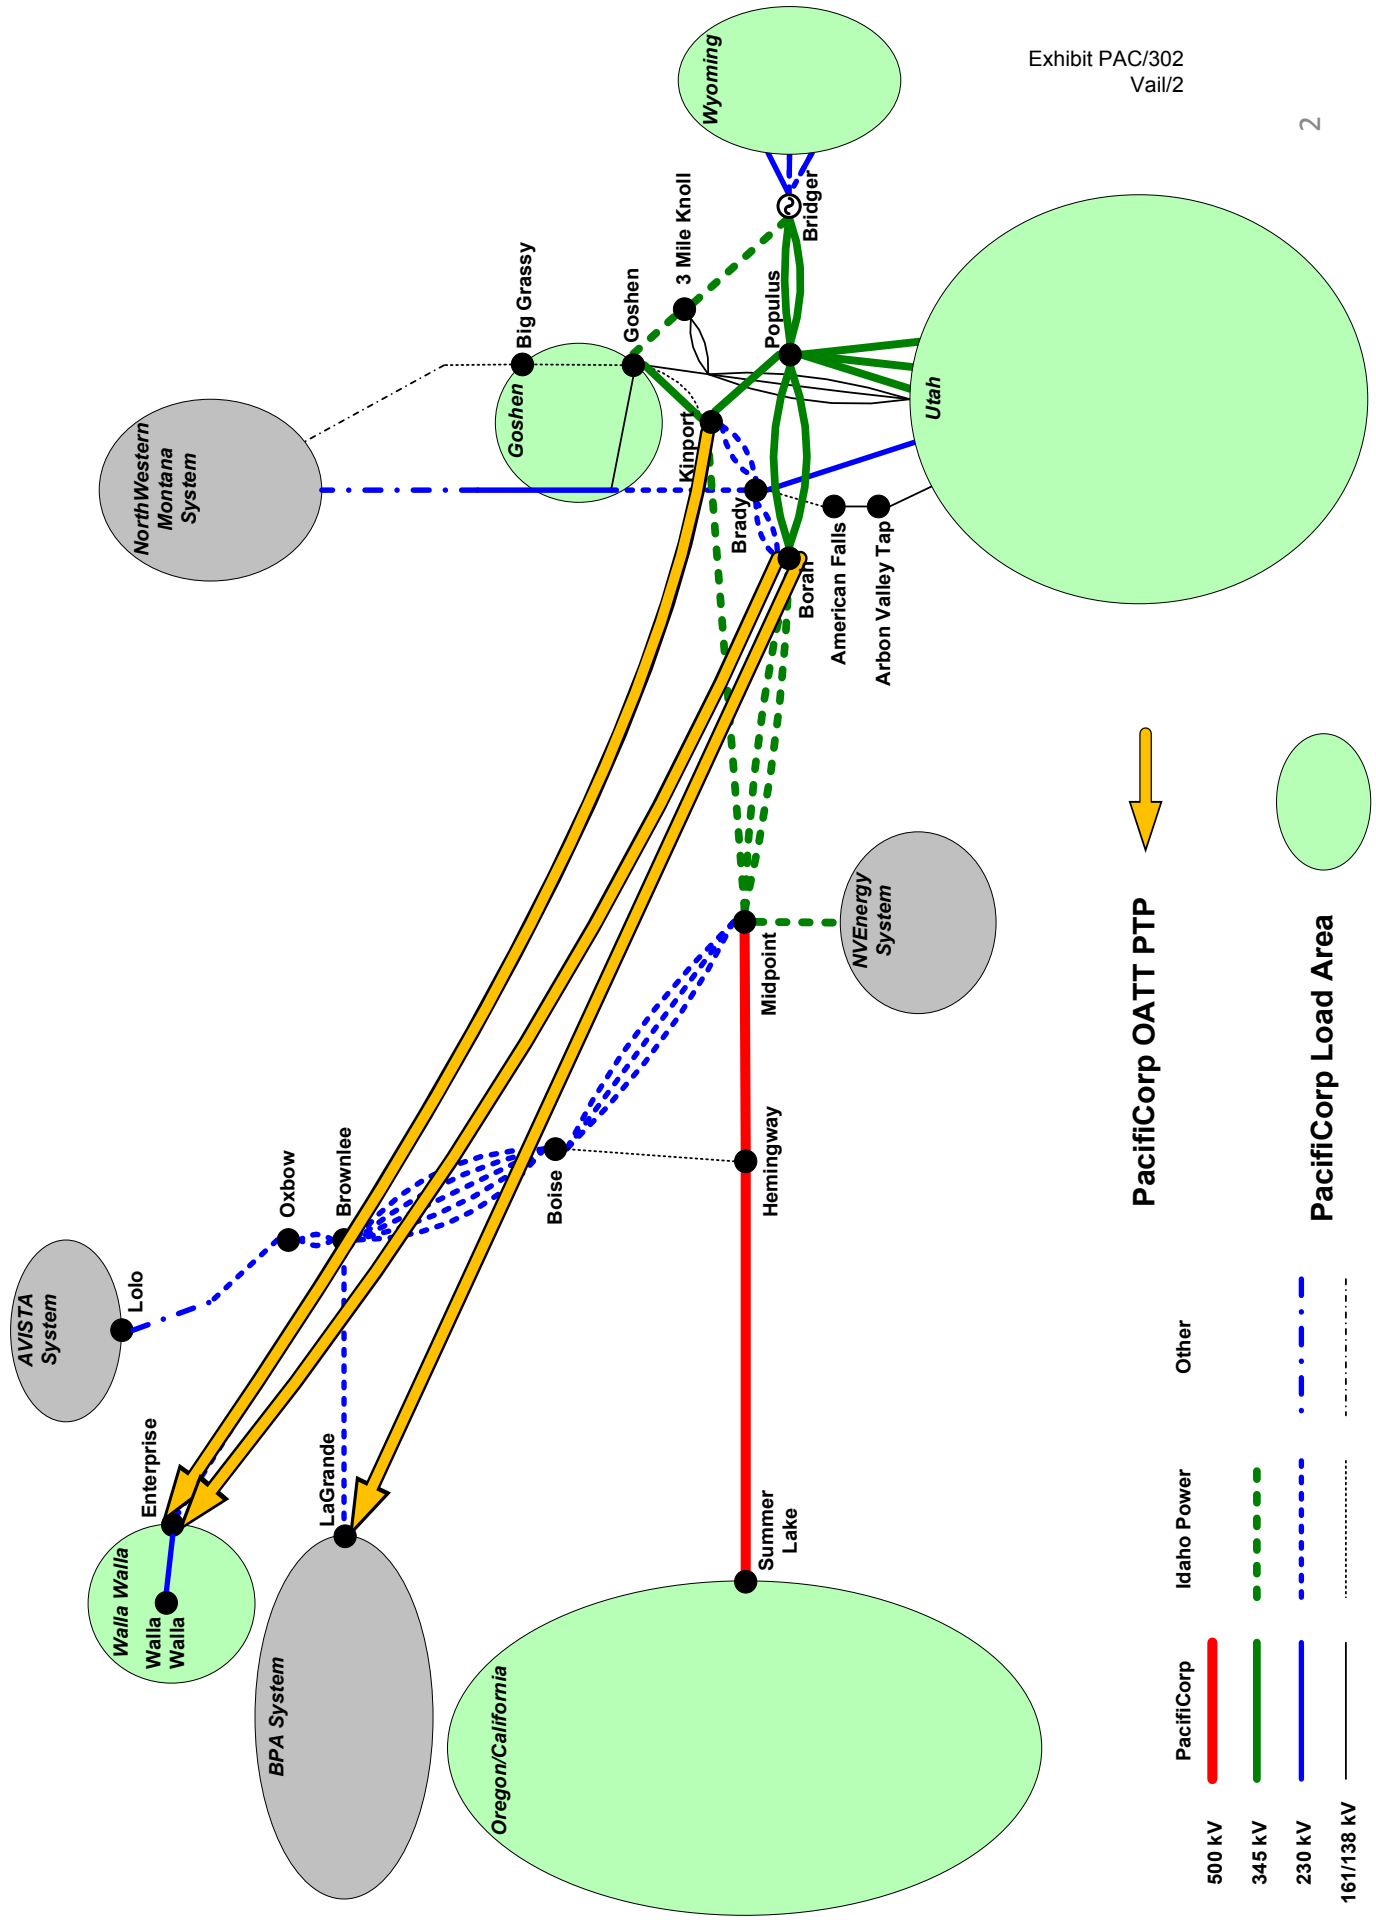 Exhibit PAC/302
Vail/2
2
AVISTA
System
Lolo
Oxbow
Brownlee
Enterprise
Walla Walla
Walla
Walla
LaGrande
BPA System
Boise
Oregon/California
Summer
Lake
Hemingway
Midpoint
NVEnergy
System
NorthWestern
Montana
System
Big Grassy
Goshen
Goshen
3 Mile Knoll
Wyoming
Bridger
Populus
Kinport
Brady
Borah
American Falls
Arbon Valley Tap
Utah
PacifiCorp OATT PTP
PacifiCorp Load Area
PacifiCorp
Idaho Power
Other
500 kV
345 kV
230 kV
161/138 kV